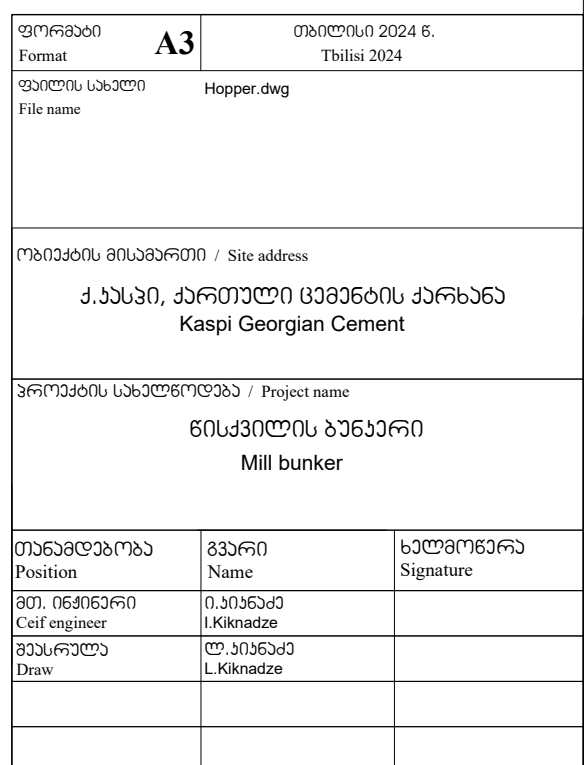 ფორმატი
Format
A3
თბილისი 2024 წ.
Tbilisi 2024
ფაილის სახელი
File name
Hopper.dwg
ობიექტის მისამართი / Site address
ქ.კასპი, ქართული ცემენტის ქარხანა
Kaspi Georgian Cement
პროექტის სახელწოდება / Project name
წისქვილის ბუნკერი
Mill bunker
თანამდებობა
Position
გვარი
Name
ხელმოწერა
Signature
მთ. ინჟინერი
Ceif engineer
ი.კიკნაძე
I.Kiknadze
შეასრულა
Draw
ლ.კიკნაძე
L.Kiknadze